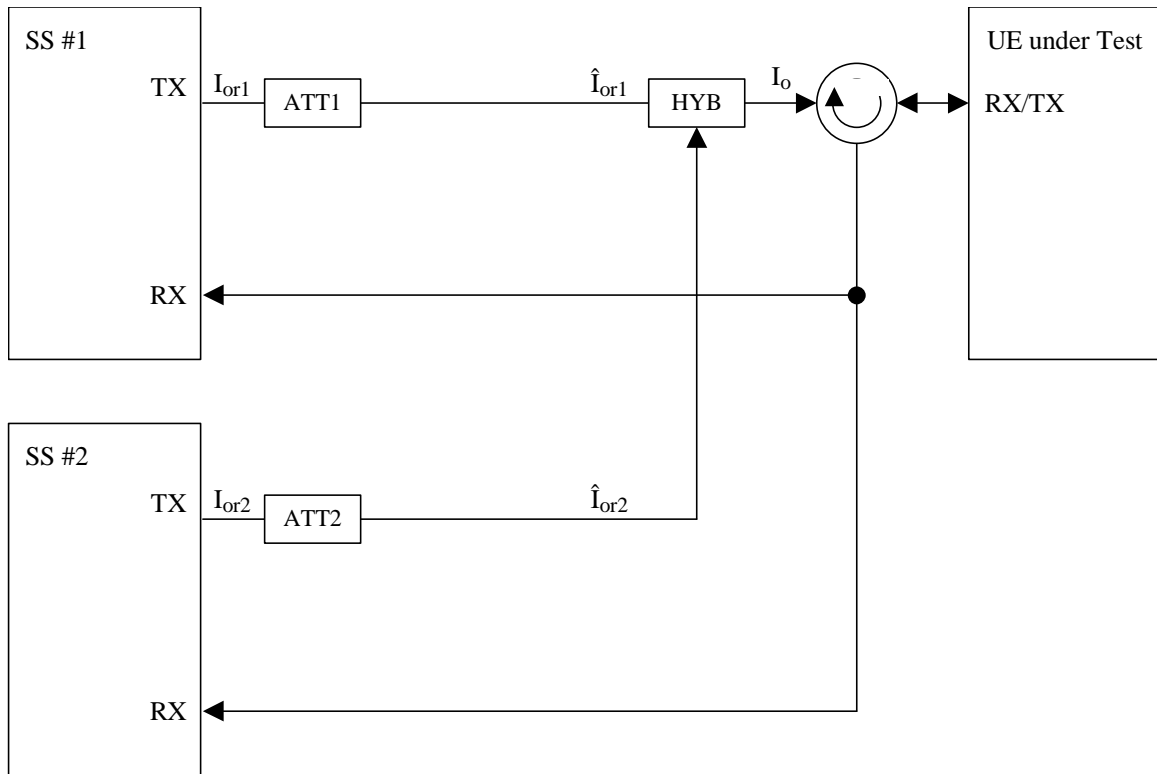 SS #1
UE under Test
TX
I_or1
ATT1
Î_or1
HYB
I_o
RX/TX
RX
SS #2
TX
I_or2
ATT2
Î_or2
RX